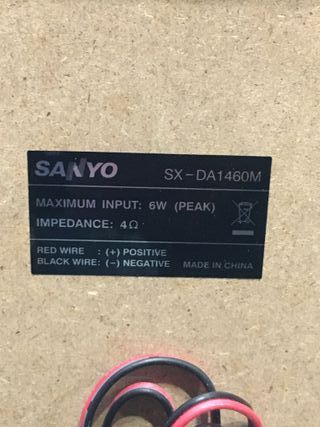 SANYO SX-DA1460M
MAXIMUM INPUT: 6W (PEAK)
IMPEDANCE: 4Ω
RED WIRE : (+) POSITIVE
BLACK WIRE: (−) NEGATIVE MADE IN CHINA